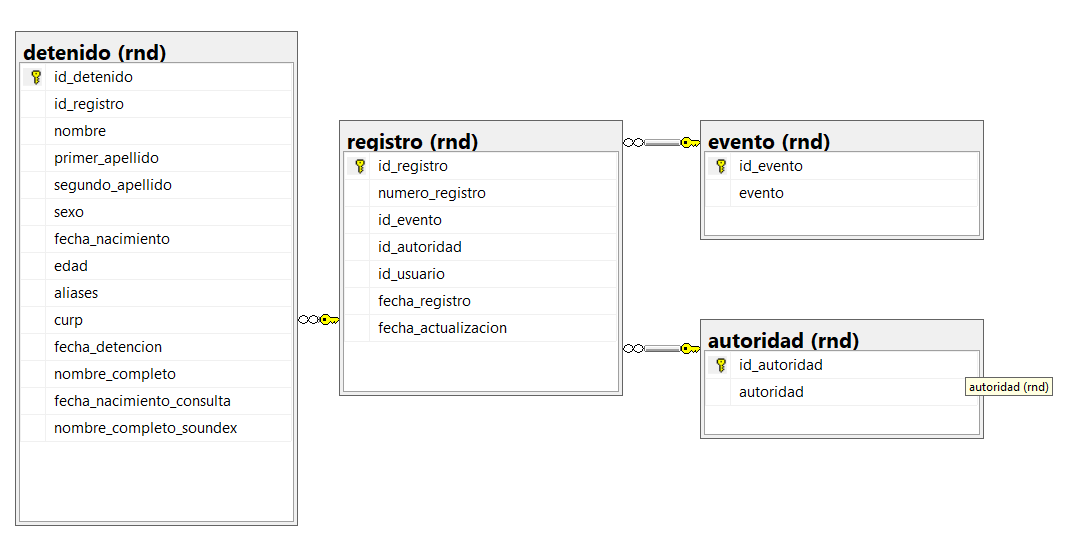 detenido (rnd)
id_detenido
id_registro
nombre
primer_apellido
segundo_apellido
sexo
fecha_nacimiento
edad
aliases
curp
fecha_detencion
nombre_completo
fecha_nacimiento_consulta
nombre_completo_soundex
registro (rnd)
id_registro
numero_registro
id_evento
id_autoridad
id_usuario
fecha_registro
fecha_actualizacion
evento (rnd)
id_evento
evento
autoridad (rnd)
id_autoridad
autoridad
autoridad (rnd)